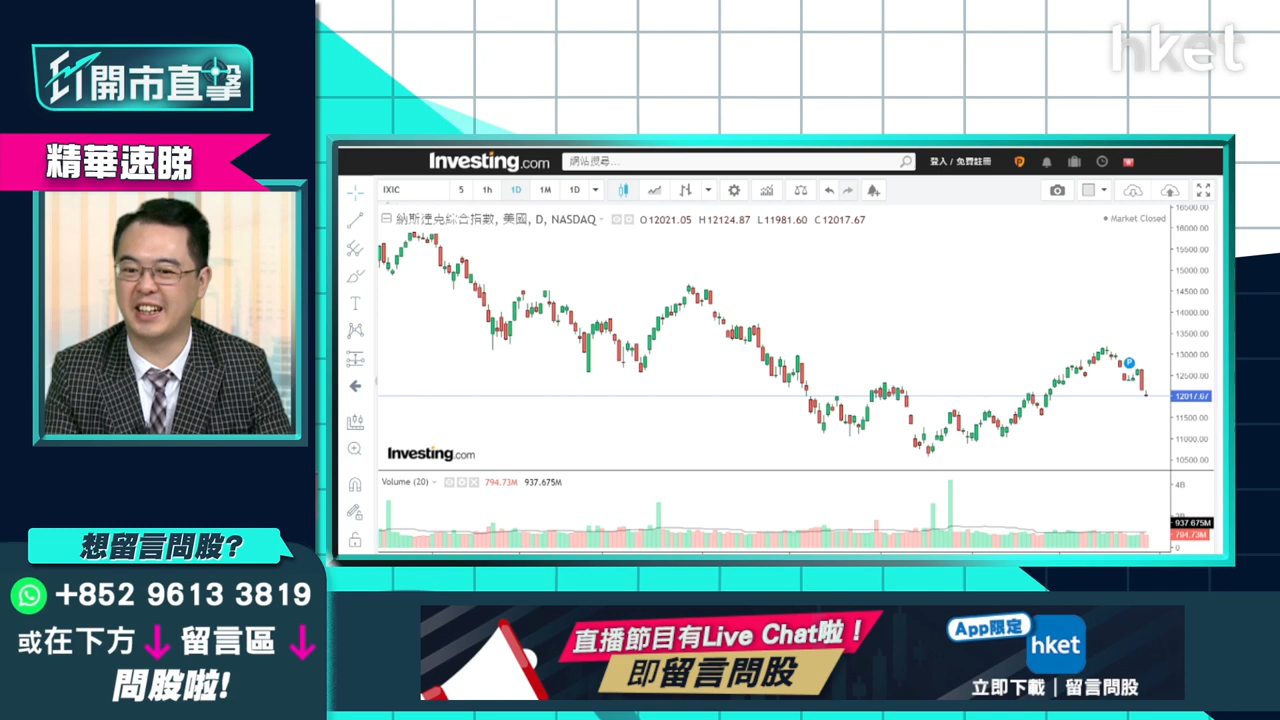 hket
ET開市直擊
精華速睇
Investing.com
網站搜尋...
登入 / 免費註冊
IXIC
5
1h
1D
1M
1D
納斯達克綜合指數, 美國, D, NASDAQ
O12021.05 H12124.87 L11981.60 C12017.67
Market Closed
16500.00
16000.00
15500.00
15000.00
14500.00
14000.00
13500.00
13000.00
12500.00
12017.67
11500.00
11000.00
10500.00
P
Investing.com
Volume (20)
794.73M
937.675M
4B
2B
937.675M
794.73M
0
想留言問股?
+852 9613 3819
或在下方 留言區
問股啦!
直播節目有Live Chat啦！
即留言問股
App限定
hket
立即下載 | 留言問股